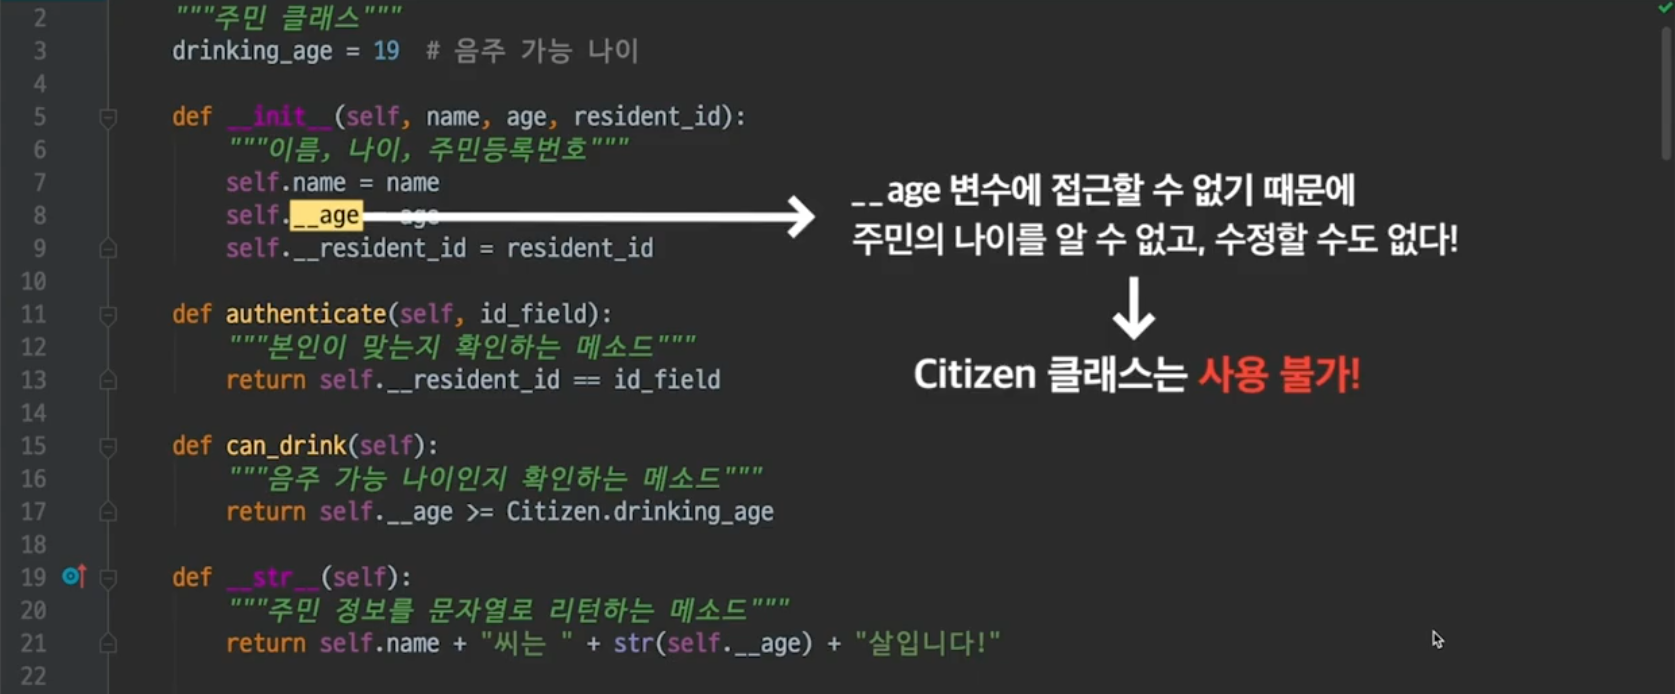 2 """주민 클래스"""
3 drinking_age = 19 # 음주 가능 나이
4
5 def __init__(self, name, age, resident_id):
6 """이름, 나이, 주민등록번호"""
7 self.name = name
8 self.__age = age
9 self.__resident_id = resident_id
10
11 def authenticate(self, id_field):
12 """본인이 맞는지 확인하는 메소드"""
13 return self.__resident_id == id_field
14
15 def can_drink(self):
16 """음주 가능 나이인지 확인하는 메소드"""
17 return self.__age >= Citizen.drinking_age
18
19 def __str__(self):
20 """주민 정보를 문자열로 리턴하는 메소드"""
21 return self.name + "씨는 " + str(self.__age) + "살입니다!"
22
__age 변수에 접근할 수 없기 때문에
주민의 나이를 알 수 없고, 수정할 수도 없다!
Citizen 클래스는 사용 불가!